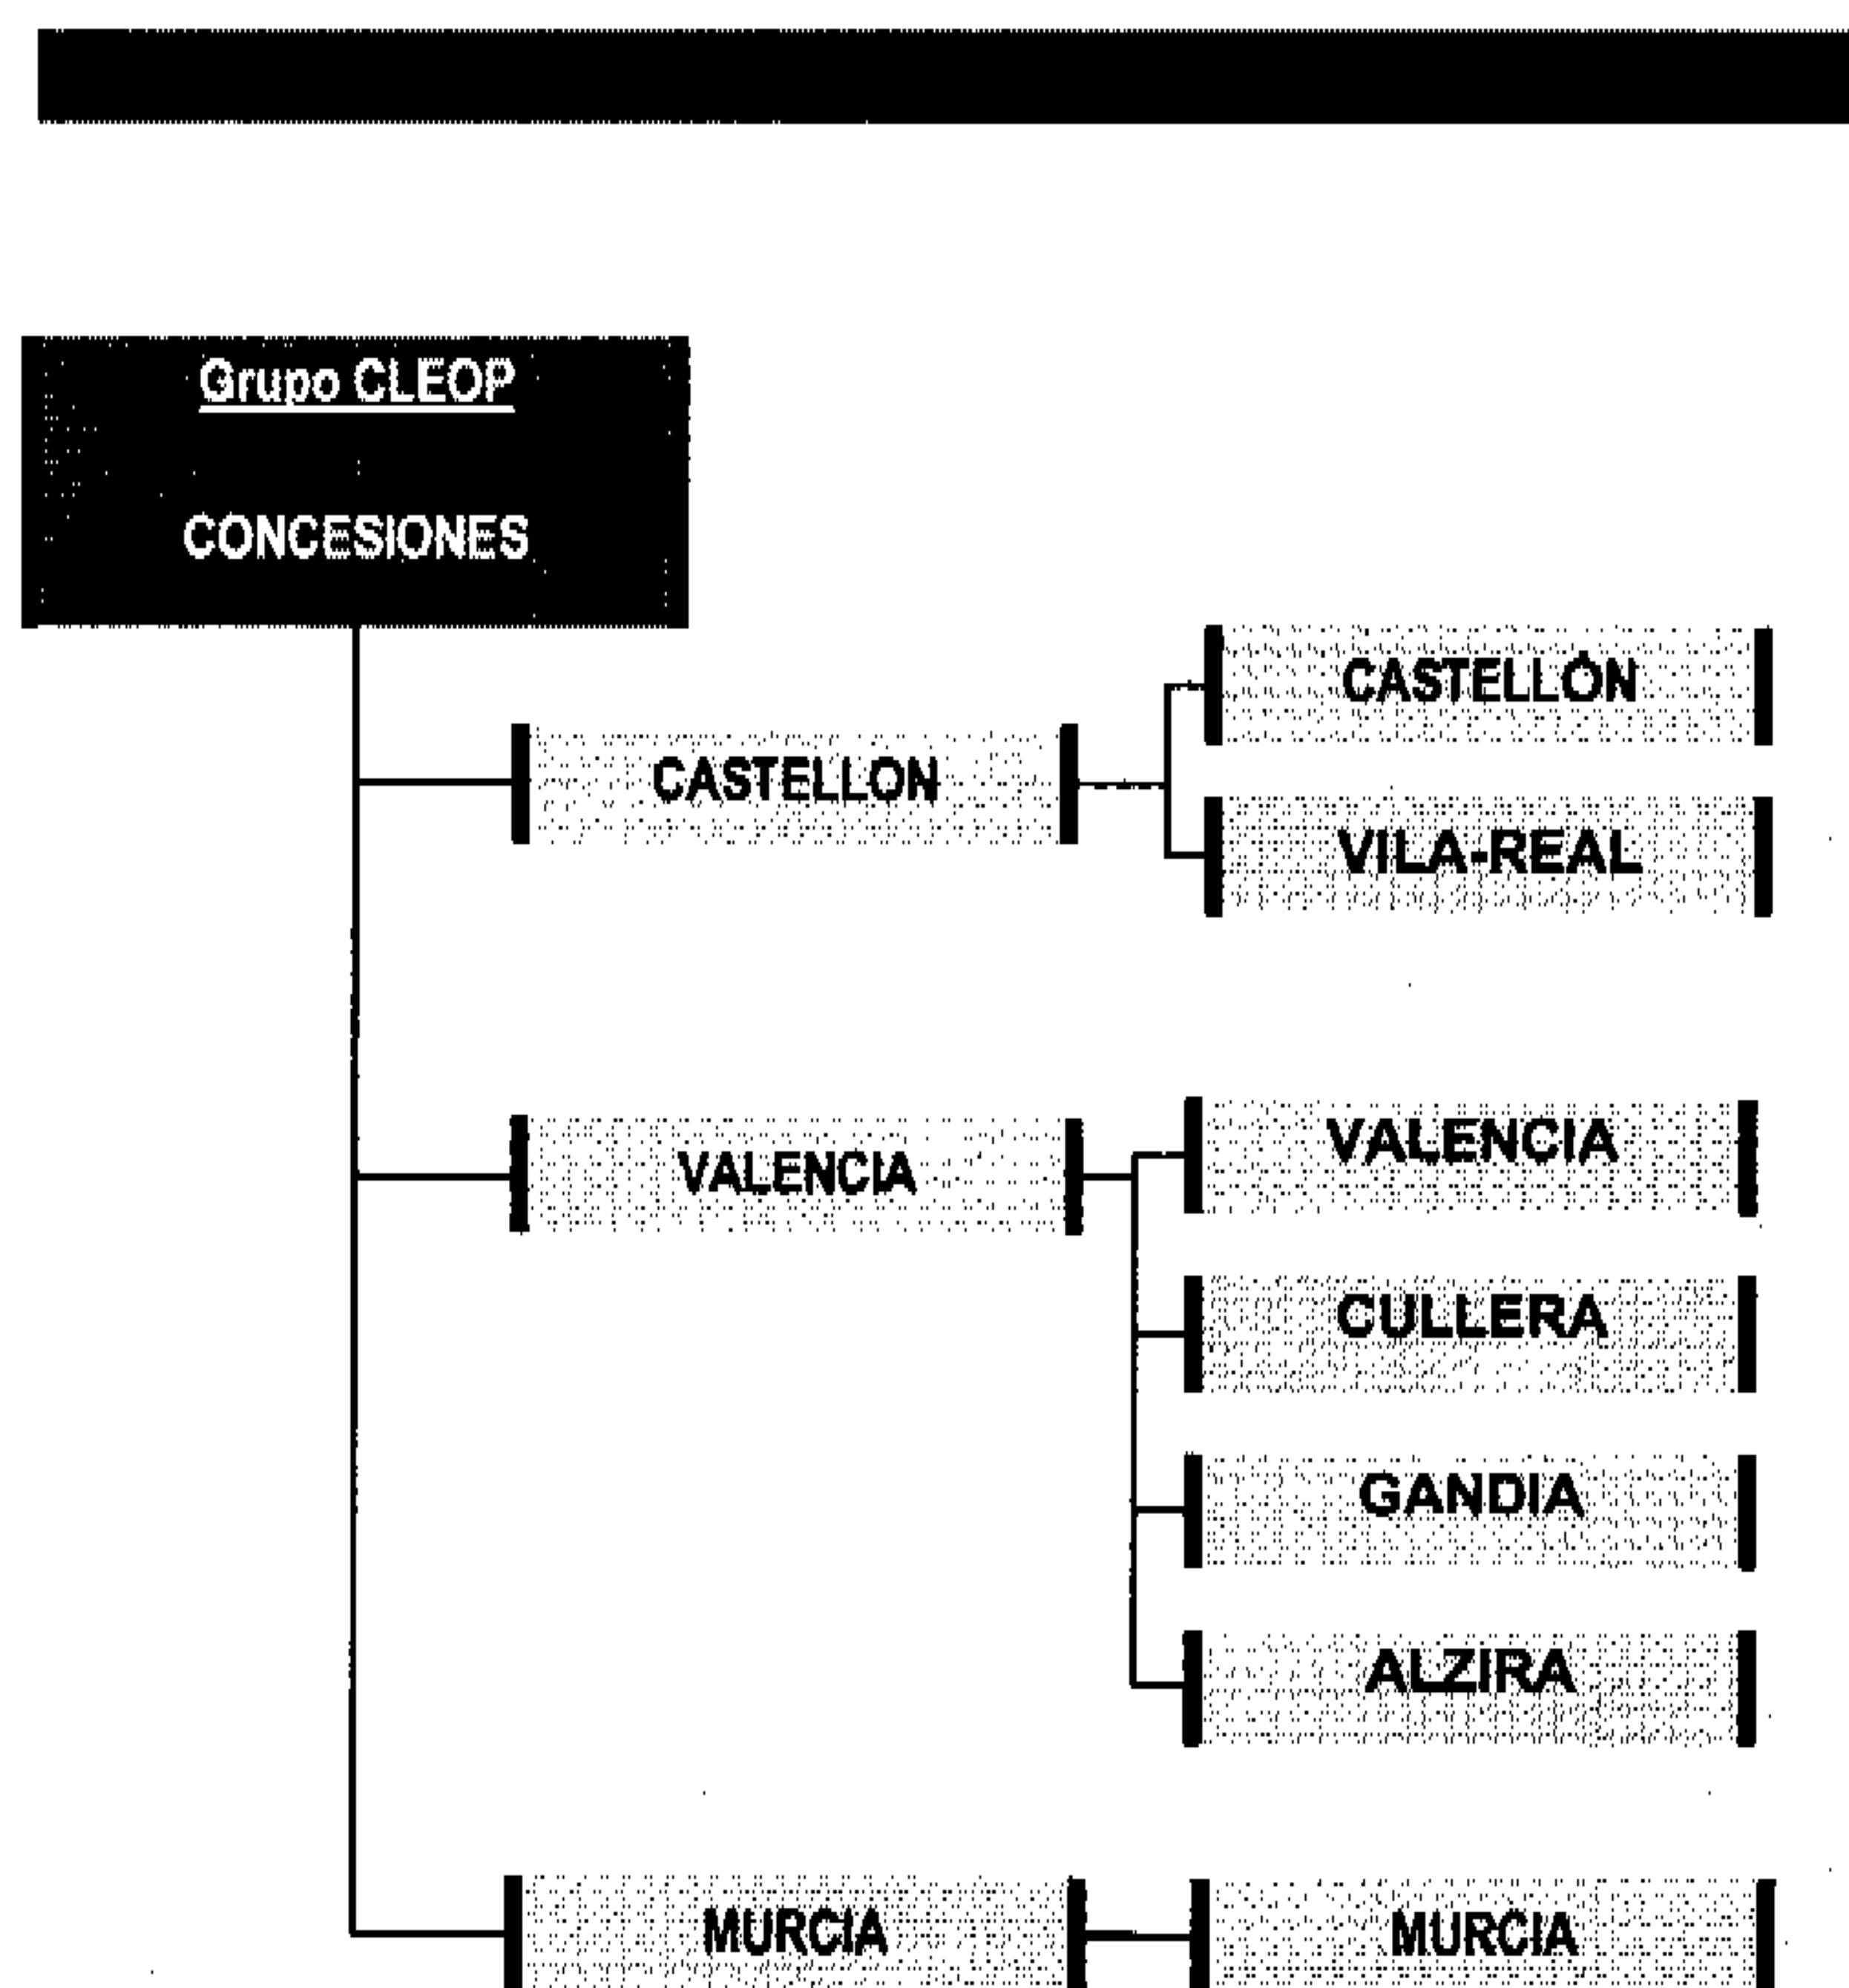 Grupo CLEOP
CONCESIONES
CASTELLON
CASTELLÓN
VILA-REAL
VALENCIA
VALENCIA
CULLERA
GANDIA
ALZIRA
MURCIA
MURCIA